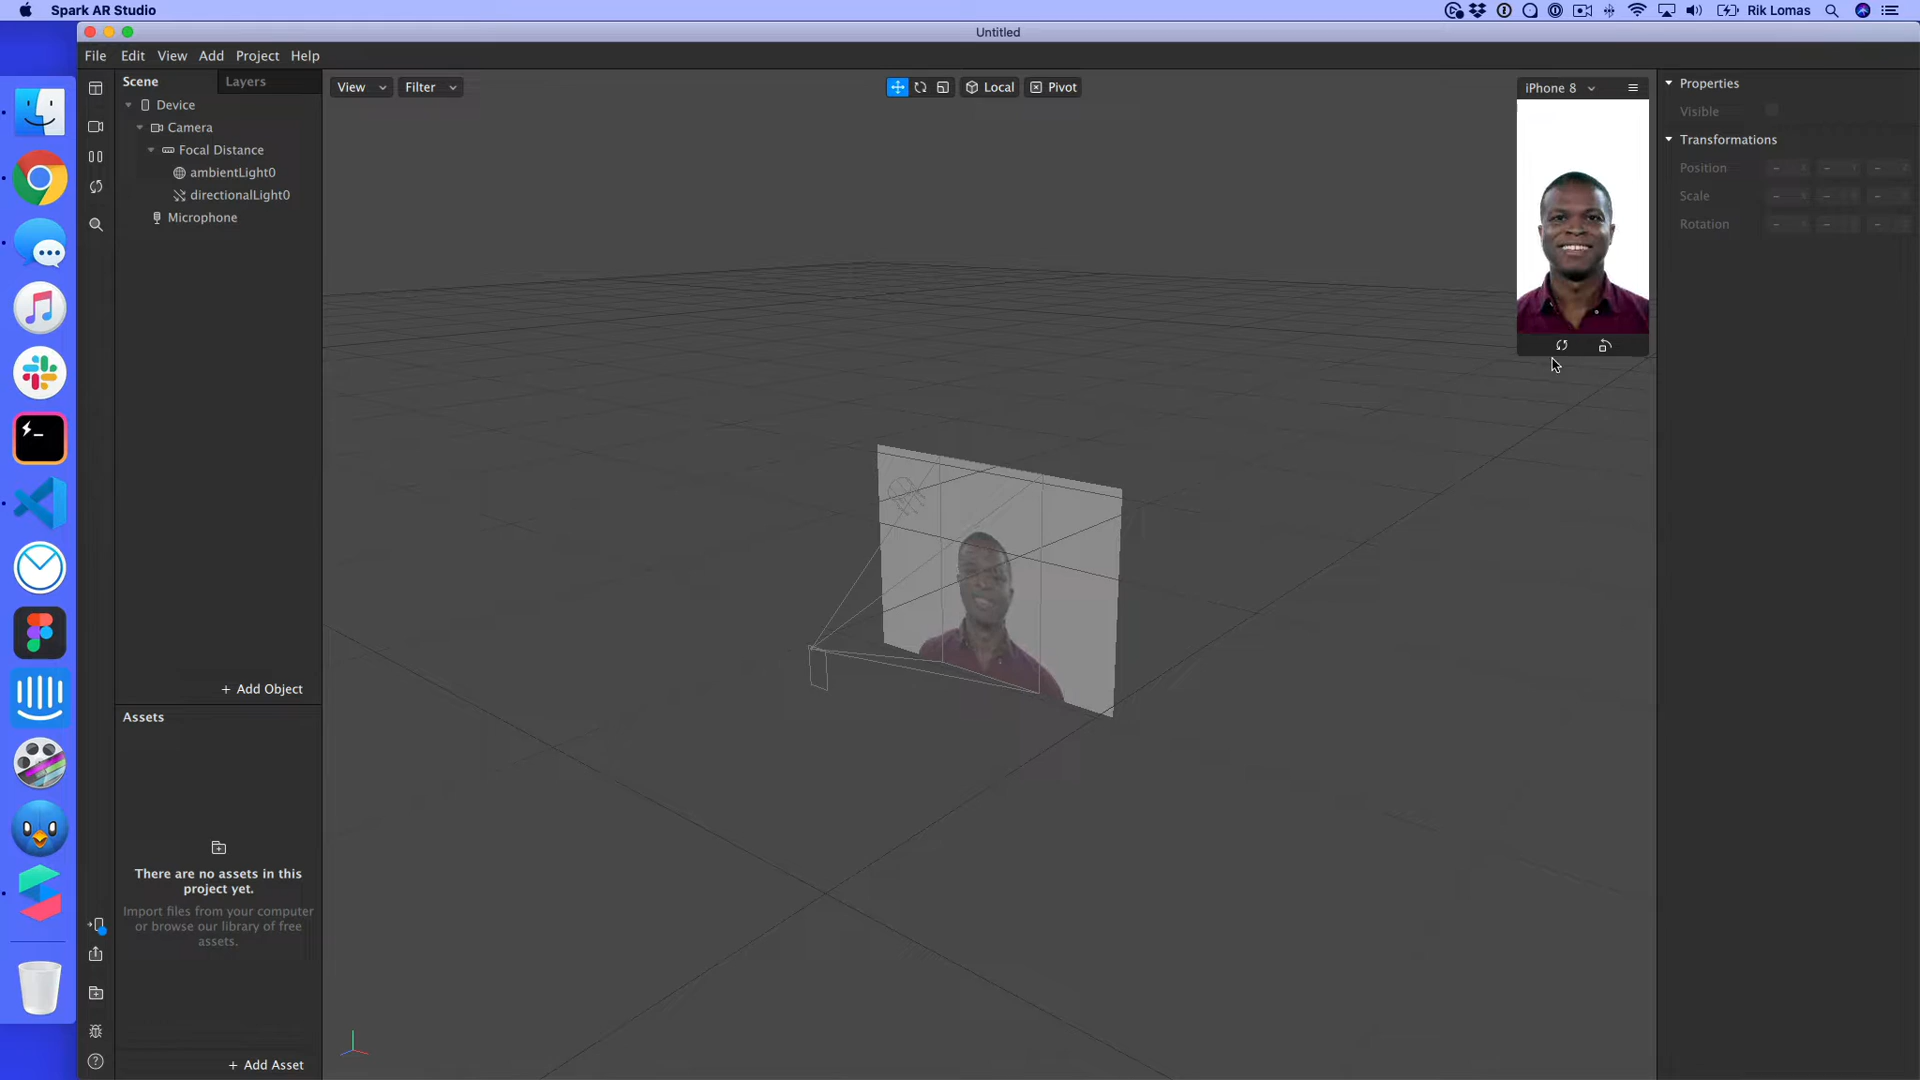 Spark AR Studio
Rik Lomas
Untitled
File Edit View Add Project Help
Scene Layers
Device
Camera
Focal Distance
ambientLight0
directionalLight0
Microphone
+ Add Object
Assets
There are no assets in this
project yet.
Import files from your computer
or browse our library of free
assets.
+ Add Asset
View Filter
Local Pivot
iPhone 8
Properties
Visible
Transformations
Position
Scale
Rotation